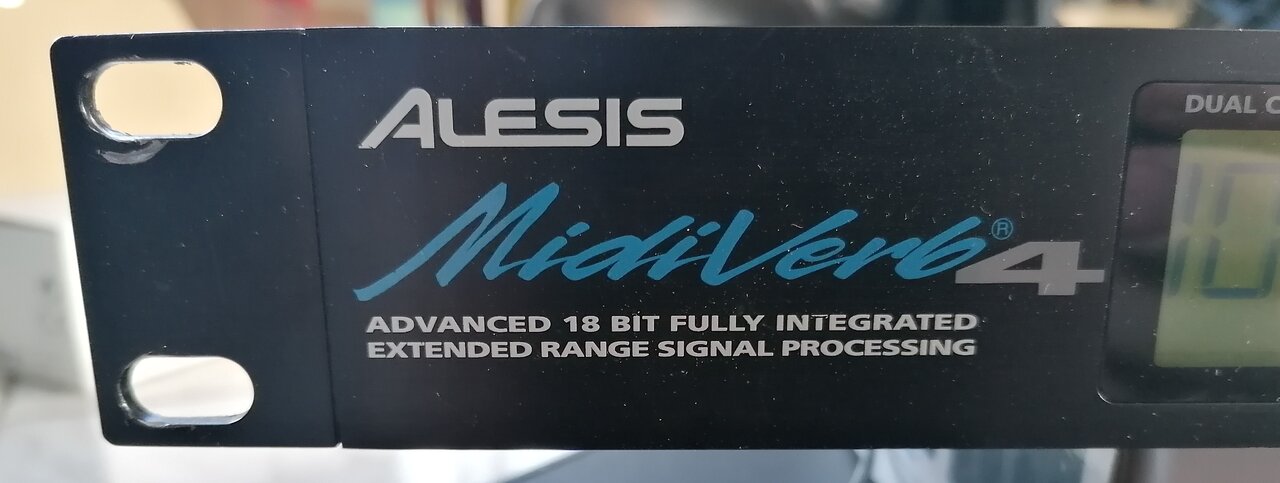 ALESIS
MidiVerb® 4
ADVANCED 18 BIT FULLY INTEGRATED
EXTENDED RANGE SIGNAL PROCESSING
DUAL